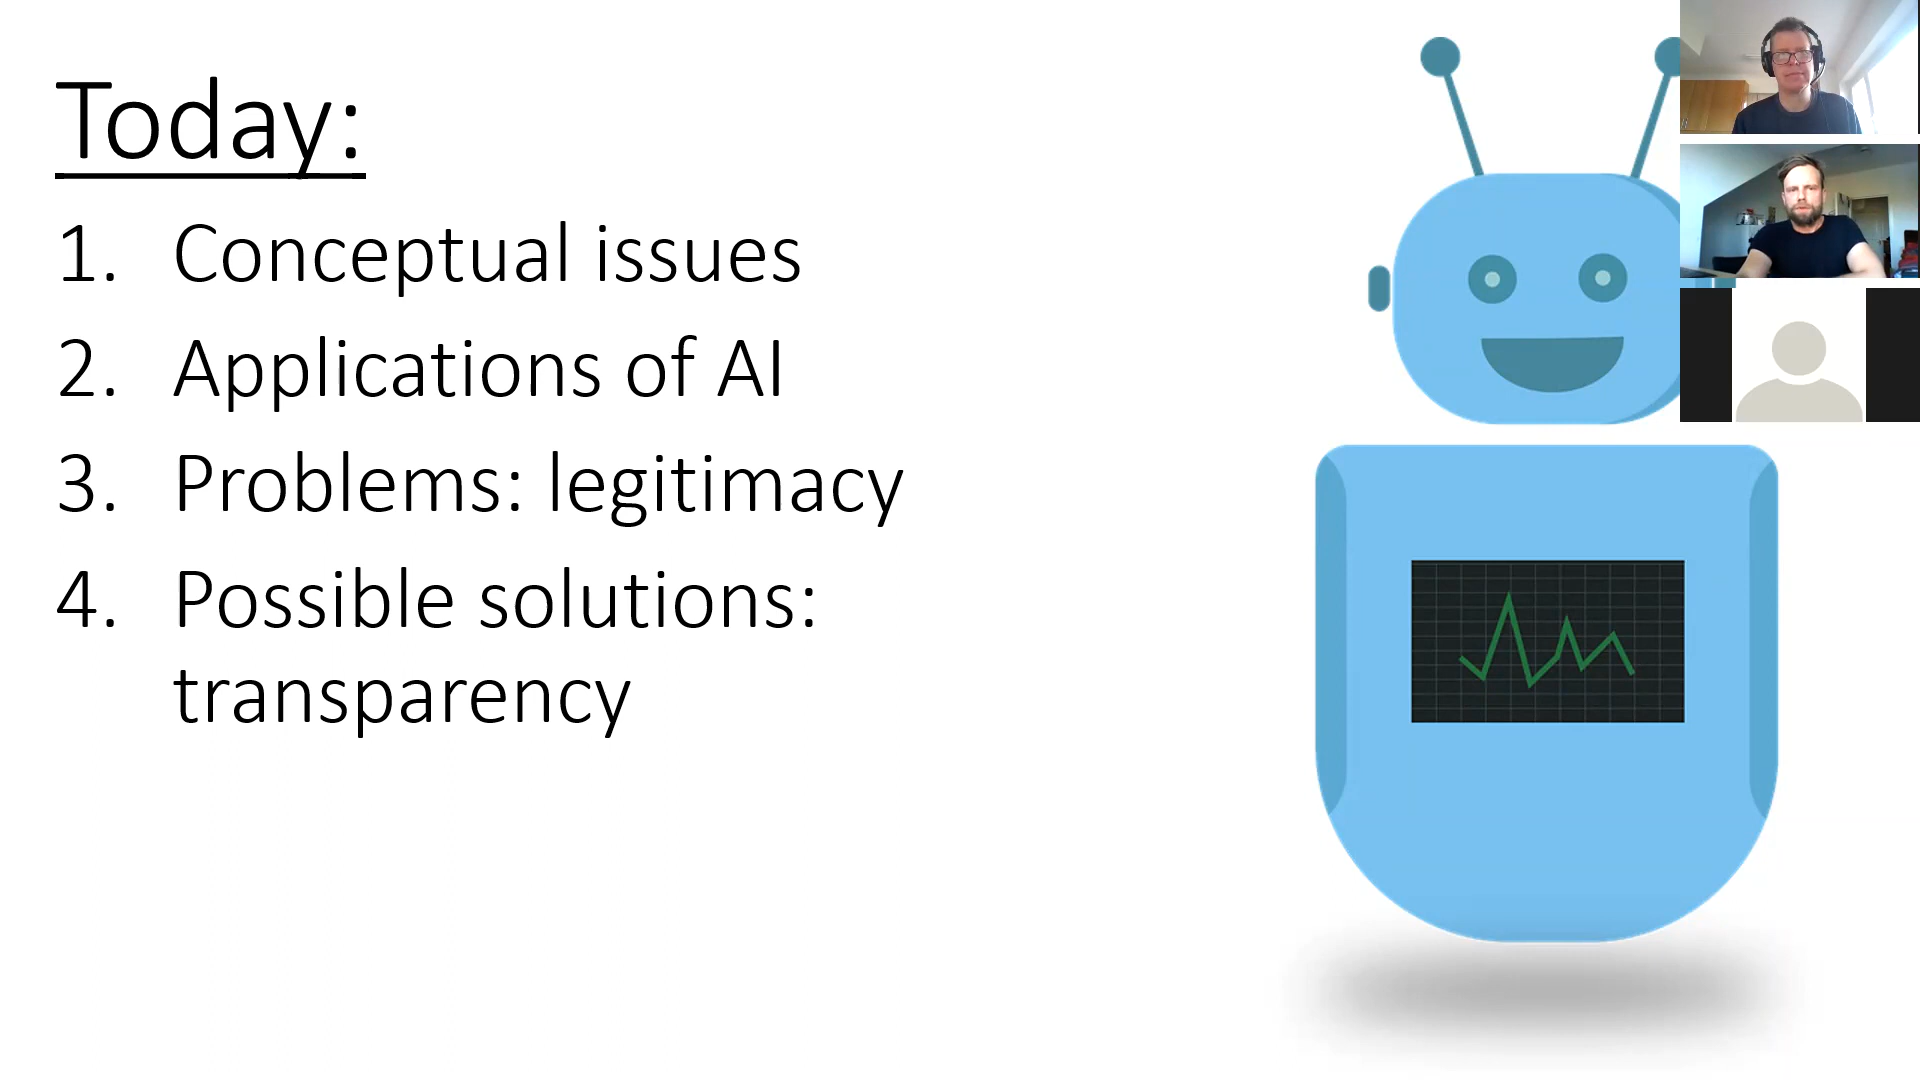 Today:
1. Conceptual issues
2. Applications of AI
3. Problems: legitimacy
4. Possible solutions:
transparency